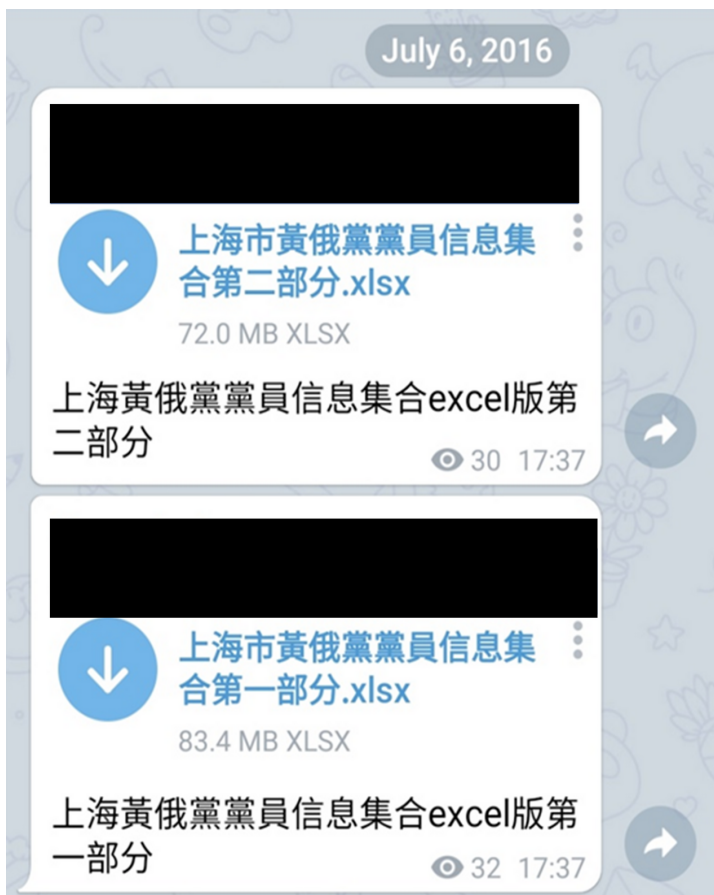 July 6, 2016
上海市黃俄黨黨員信息集
合第二部分.xlsx
72.0 MB XLSX
上海黃俄黨黨員信息集合excel版第
二部分
30 17:37
上海市黃俄黨黨員信息集
合第一部分.xlsx
83.4 MB XLSX
上海黃俄黨黨員信息集合excel版第
一部分
32 17:37